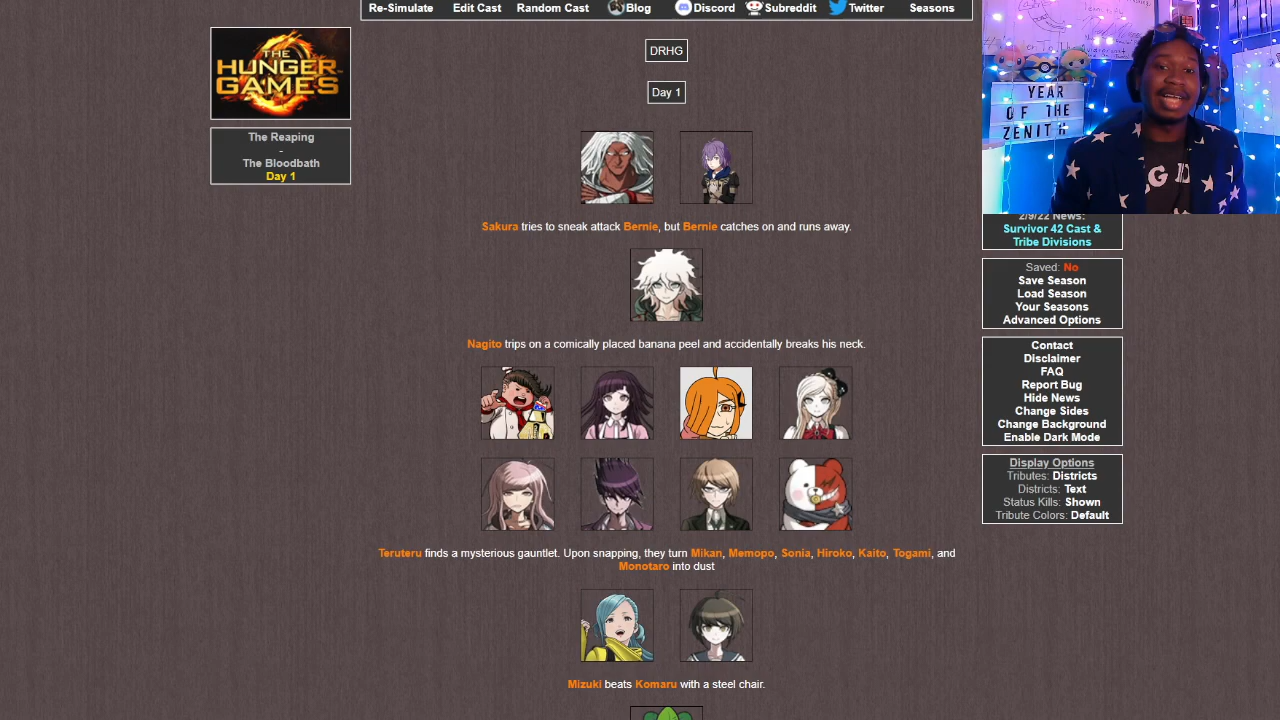 Re-Simulate Edit Cast Random Cast Blog Discord Subreddit Twitter Seasons
THE
HUNGER
GAMES
The Reaping
-
The Bloodbath
Day 1
DRHG
Day 1
Sakura tries to sneak attack Bernie, but Bernie catches on and runs away.
Nagito trips on a comically placed banana peel and accidentally breaks his neck.
Teruteru finds a mysterious gauntlet. Upon snapping, they turn Mikan, Memopo, Sonia, Hiroko, Kaito, Togami, and
Monotaro into dust
Mizuki beats Komaru with a steel chair.
YEAR
OF THE
ZENITH
2/9/22 News:
Survivor 42 Cast &
Tribe Divisions
Saved: No
Save Season
Load Season
Your Seasons
Advanced Options
Contact
Disclaimer
FAQ
Report Bug
Hide News
Change Sides
Change Background
Enable Dark Mode
Display Options
Tributes: Districts
Districts: Text
Status Kills: Shown
Tribute Colors: Default